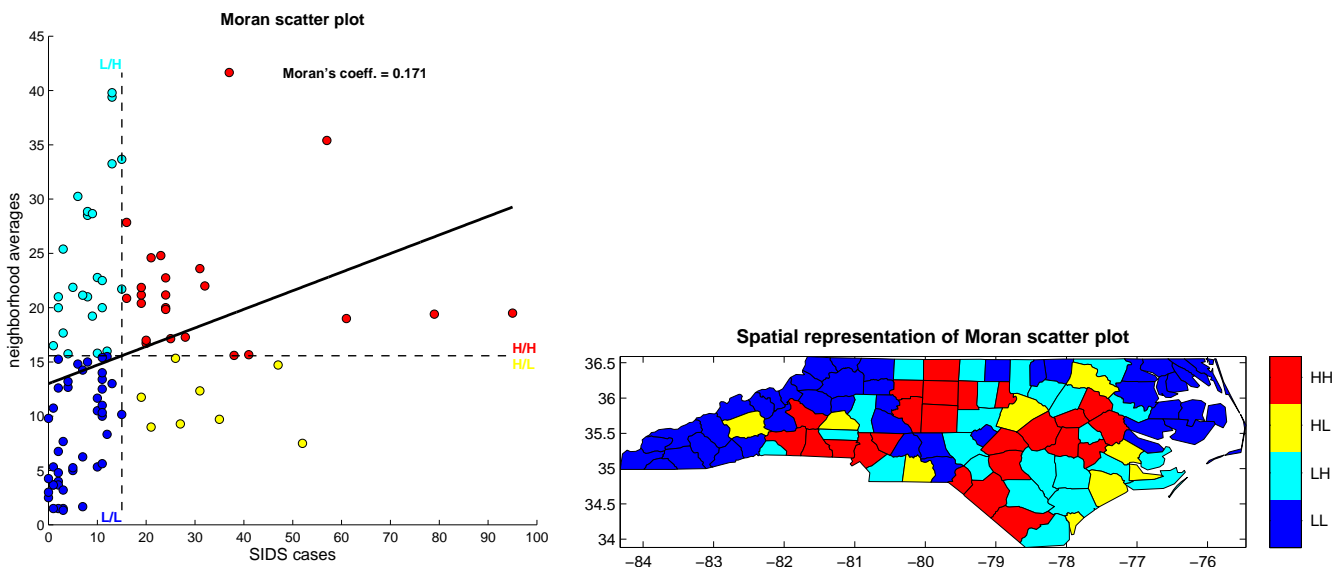 Moran scatter plot
45
40
35
30
25
20
15
10
5
0
neighborhood averages
L/H
Moran's coeff. = 0.171
H/H
H/L
L/L
0 10 20 30 40 50 60 70 80 90 100
SIDS cases
Spatial representation of Moran scatter plot
36.5
36
35.5
35
34.5
34
−84 −83 −82 −81 −80 −79 −78 −77 −76
HH
HL
LH
LL